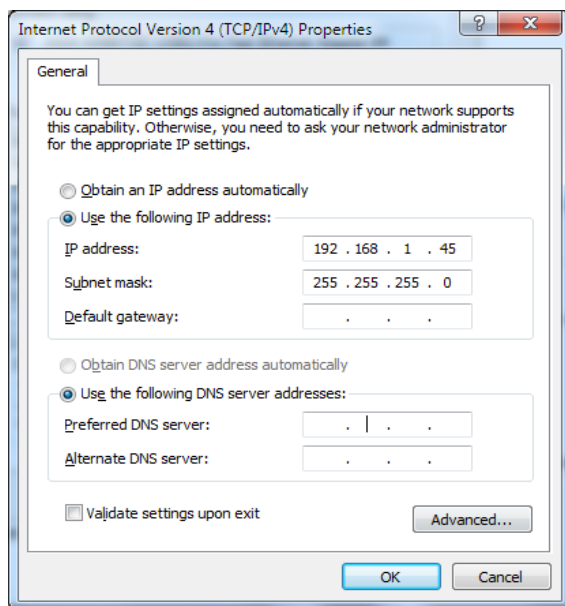 Internet Protocol Version 4 (TCP/IPv4) Properties
General
You can get IP settings assigned automatically if your network supports
this capability. Otherwise, you need to ask your network administrator
for the appropriate IP settings.
Obtain an IP address automatically
Use the following IP address:
IP address: 192 . 168 . 1 . 45
Subnet mask: 255 . 255 . 255 . 0
Default gateway: . . .
Obtain DNS server address automatically
Use the following DNS server addresses:
Preferred DNS server: . . .
Alternate DNS server: . . .
Validate settings upon exit
Advanced...
OK Cancel